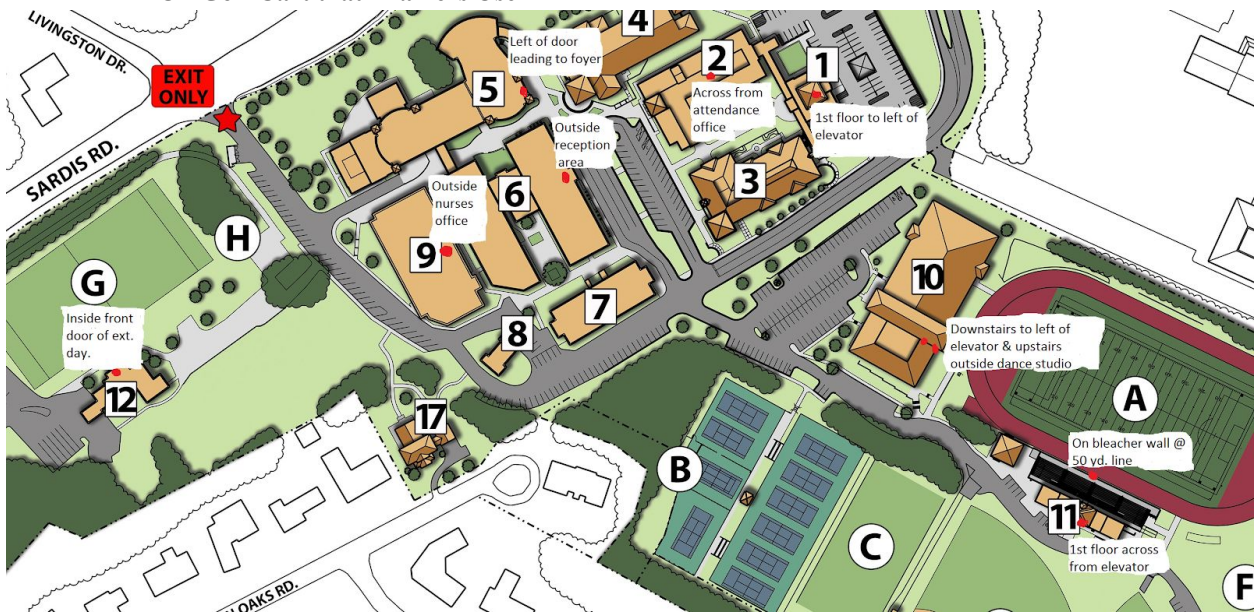 LIVINGSTON DR.
EXIT
ONLY
SARDIS RD.
4
Left of door
leading to foyer
5
2
1
Across from
attendance
office
1st floor to left of
elevator
Outside
reception
area
3
6
Outside
nurses
office
9
H
G
10
Inside front
door of ext.
day.
7
8
Downstairs to left of
elevator & upstairs
outside dance studio
12
17
A
On bleacher wall @
50 yd. line
B
11
C
1st floor across
from elevator
OAKS RD.
F